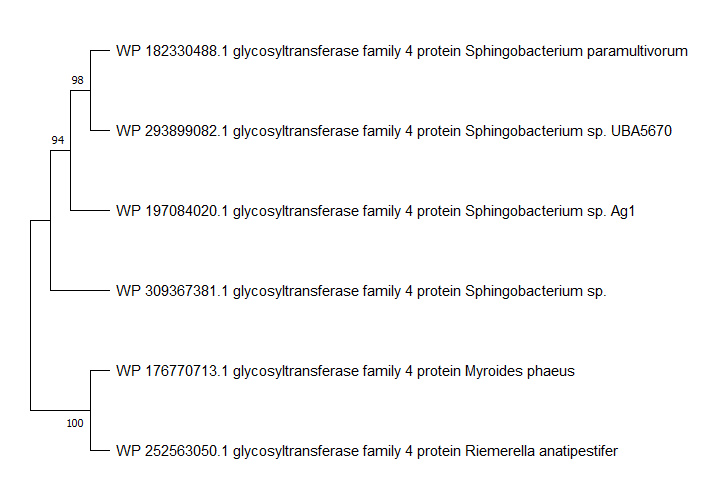 WP 182330488.1 glycosyltransferase family 4 protein Sphingobacterium paramultivorum
98
WP 293899082.1 glycosyltransferase family 4 protein Sphingobacterium sp. UBA5670
94
WP 197084020.1 glycosyltransferase family 4 protein Sphingobacterium sp. Ag1
WP 309367381.1 glycosyltransferase family 4 protein Sphingobacterium sp.
WP 176770713.1 glycosyltransferase family 4 protein Myroides phaeus
100
WP 252563050.1 glycosyltransferase family 4 protein Riemerella anatipestifer